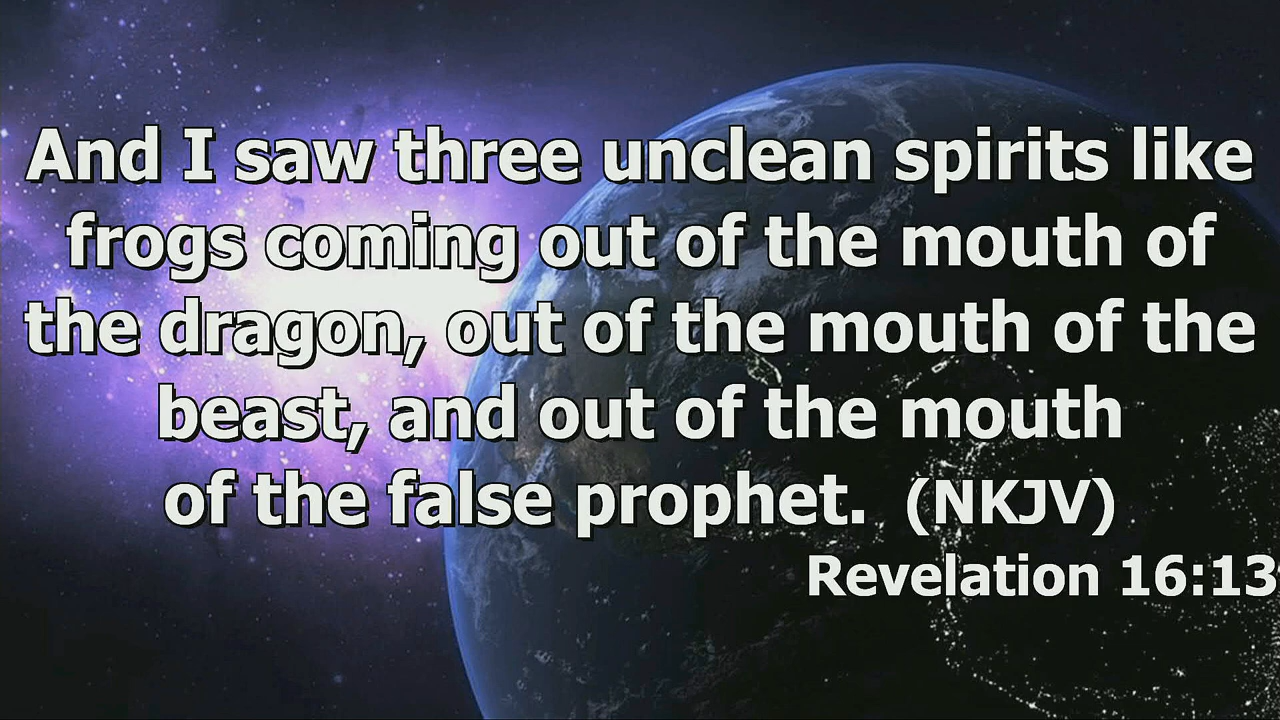 And I saw three unclean spirits like
frogs coming out of the mouth of
the dragon, out of the mouth of the
beast, and out of the mouth
of the false prophet.  (NKJV)
Revelation 16:13